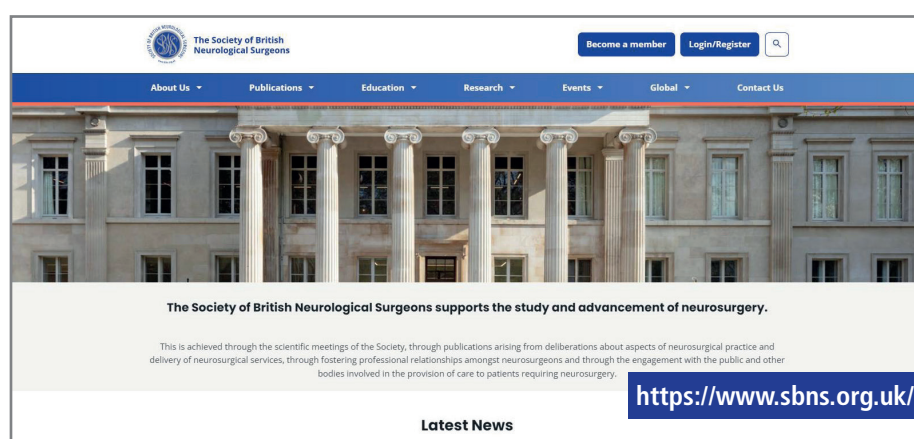 The Society of British
Neurological Surgeons
Become a member
Login/Register
About Us
Publications
Education
Research
Events
Global
Contact Us
The Society of British Neurological Surgeons supports the study and advancement of neurosurgery.
This is achieved through the scientific meetings of the Society, through publications arising from deliberations about aspects of neurosurgical practice and
delivery of neurosurgical services, through fostering professional relationships amongst neurosurgeons and through the engagement with the public and other
bodies involved in the provision of care to patients requiring neurosurgery.
https://www.sbns.org.uk/
Latest News